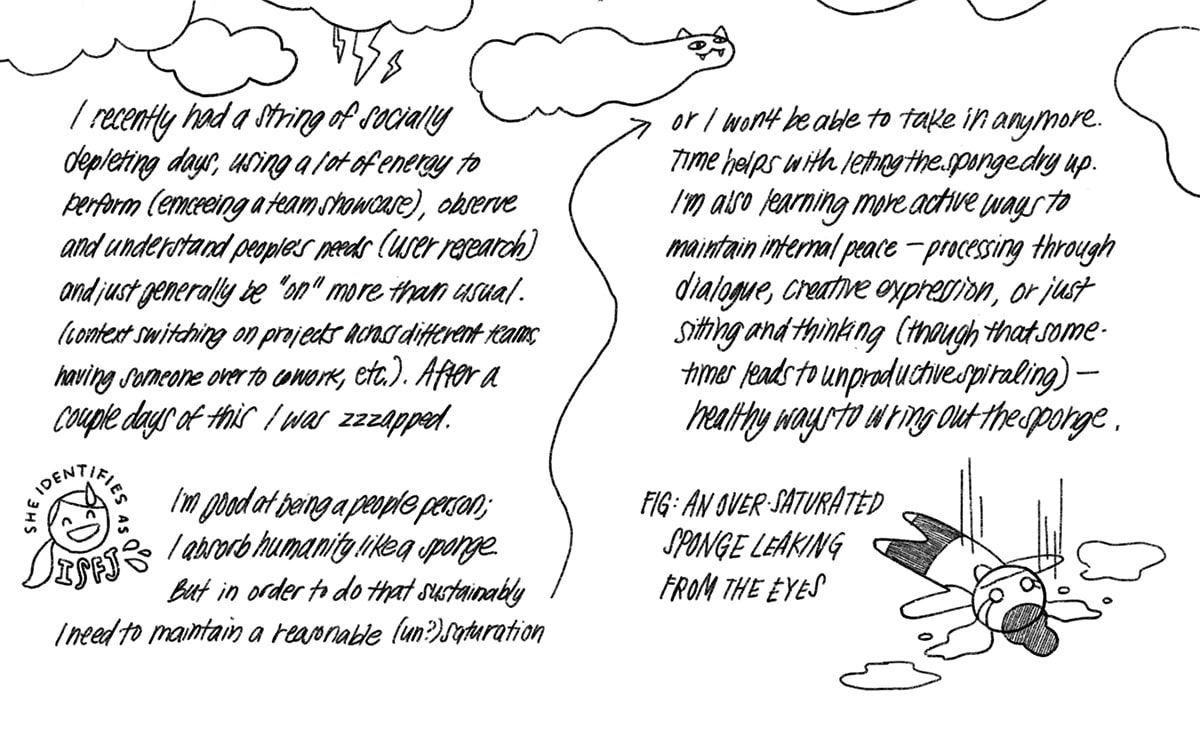 I recently had a string of socially
depleting days, using a lot of energy to
perform (emceeing a team showcase), observe
and understand people's needs (user research)
and just generally be "on" more than usual.
(context switching on projects across different teams,
having someone over to cowork, etc.). After a
couple days of this I was zzzapped.
SHE IDENTIFIES AS
ISFJ
I'm good at being a people person;
I absorb humanity like a sponge.
But in order to do that sustainably
I need to maintain a reasonable (un?)saturation
or I won't be able to take in anymore.
Time helps with letting the sponge dry up.
I'm also learning more active ways to
maintain internal peace — processing through
dialogue, creative expression, or just
sitting and thinking (though that some-
times leads to unproductive spiraling) —
healthy ways to wring out the sponge.
FIG: AN OVER-SATURATED
SPONGE LEAKING
FROM THE EYES